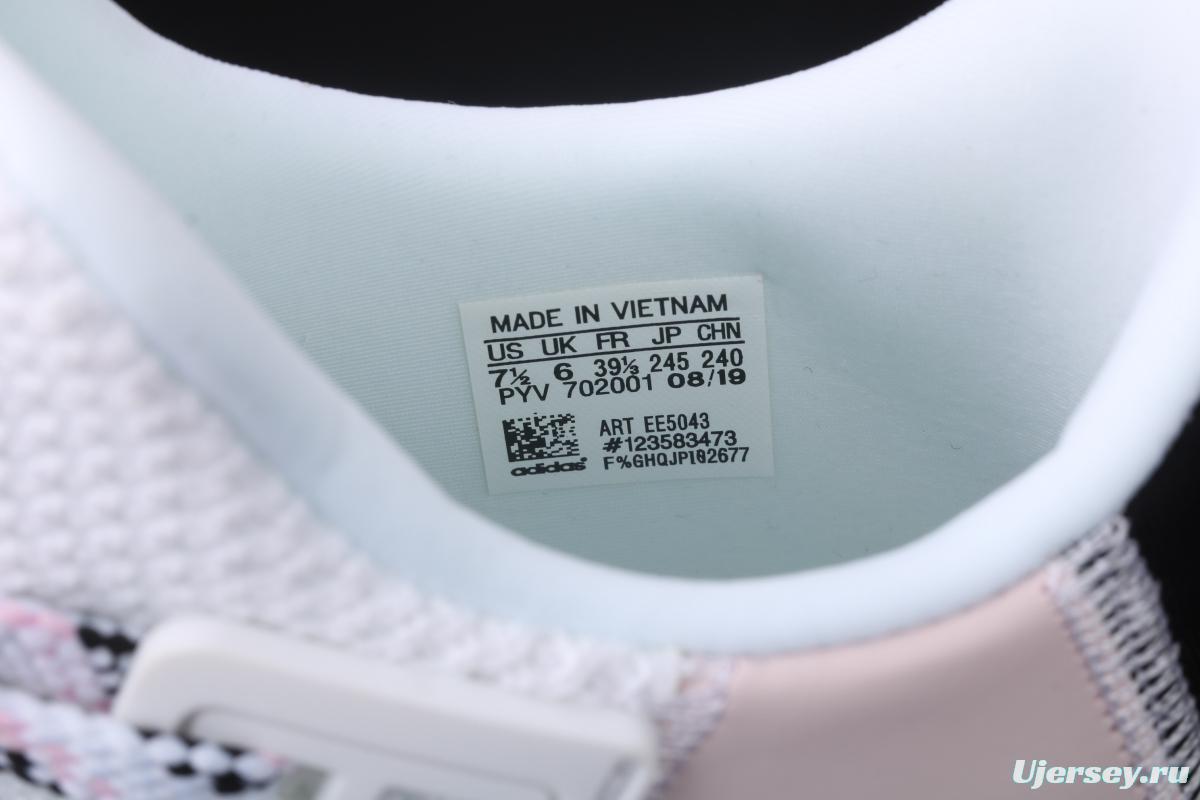 MADE IN VIETNAM
US UK FR JP CHN
7½ 6 39⅓ 245 240
PYV 702001 08/19
ART EE5043
#123583473
adidas F%GHQJPI02677
Ujersey.ru